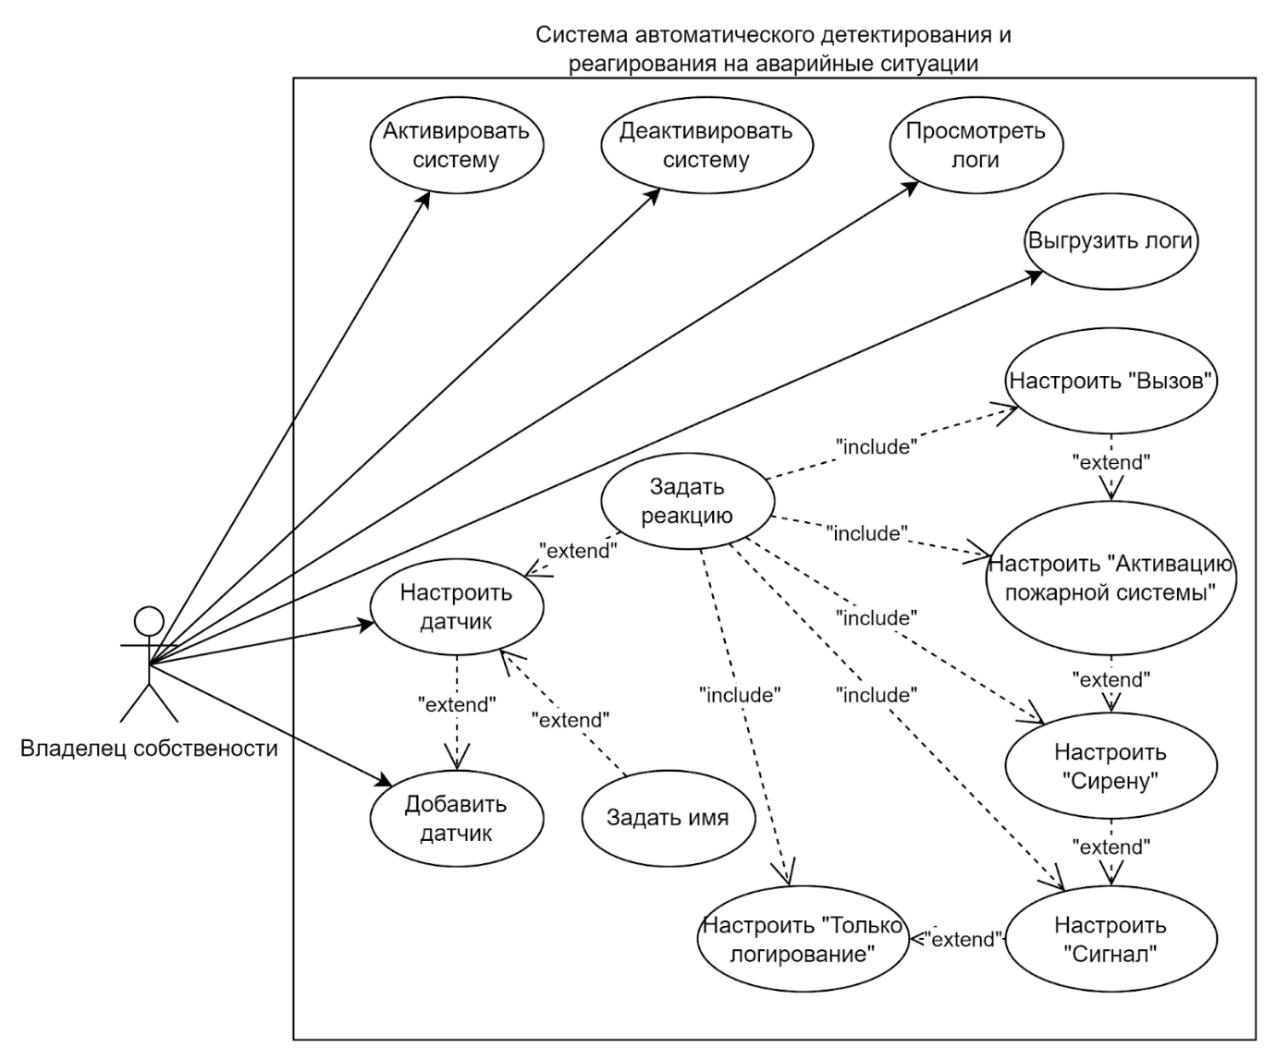 Система автоматического детектирования и
реагирования на аварийные ситуации
Активировать
систему
Деактивировать
систему
Просмотреть
логи
Выгрузить логи
Настроить "Вызов"
"include"
"extend"
Задать
реакцию
"include"
"extend"
Настроить "Активацию
пожарной системы"
Настроить
датчик
"include"
"extend"
"include"
"include"
"extend"
"extend"
Владелец собствености
Настроить
"Сирену"
Добавить
датчик
Задать имя
"extend"
Настроить "Только
логирование"
"extend"
Настроить
"Сигнал"